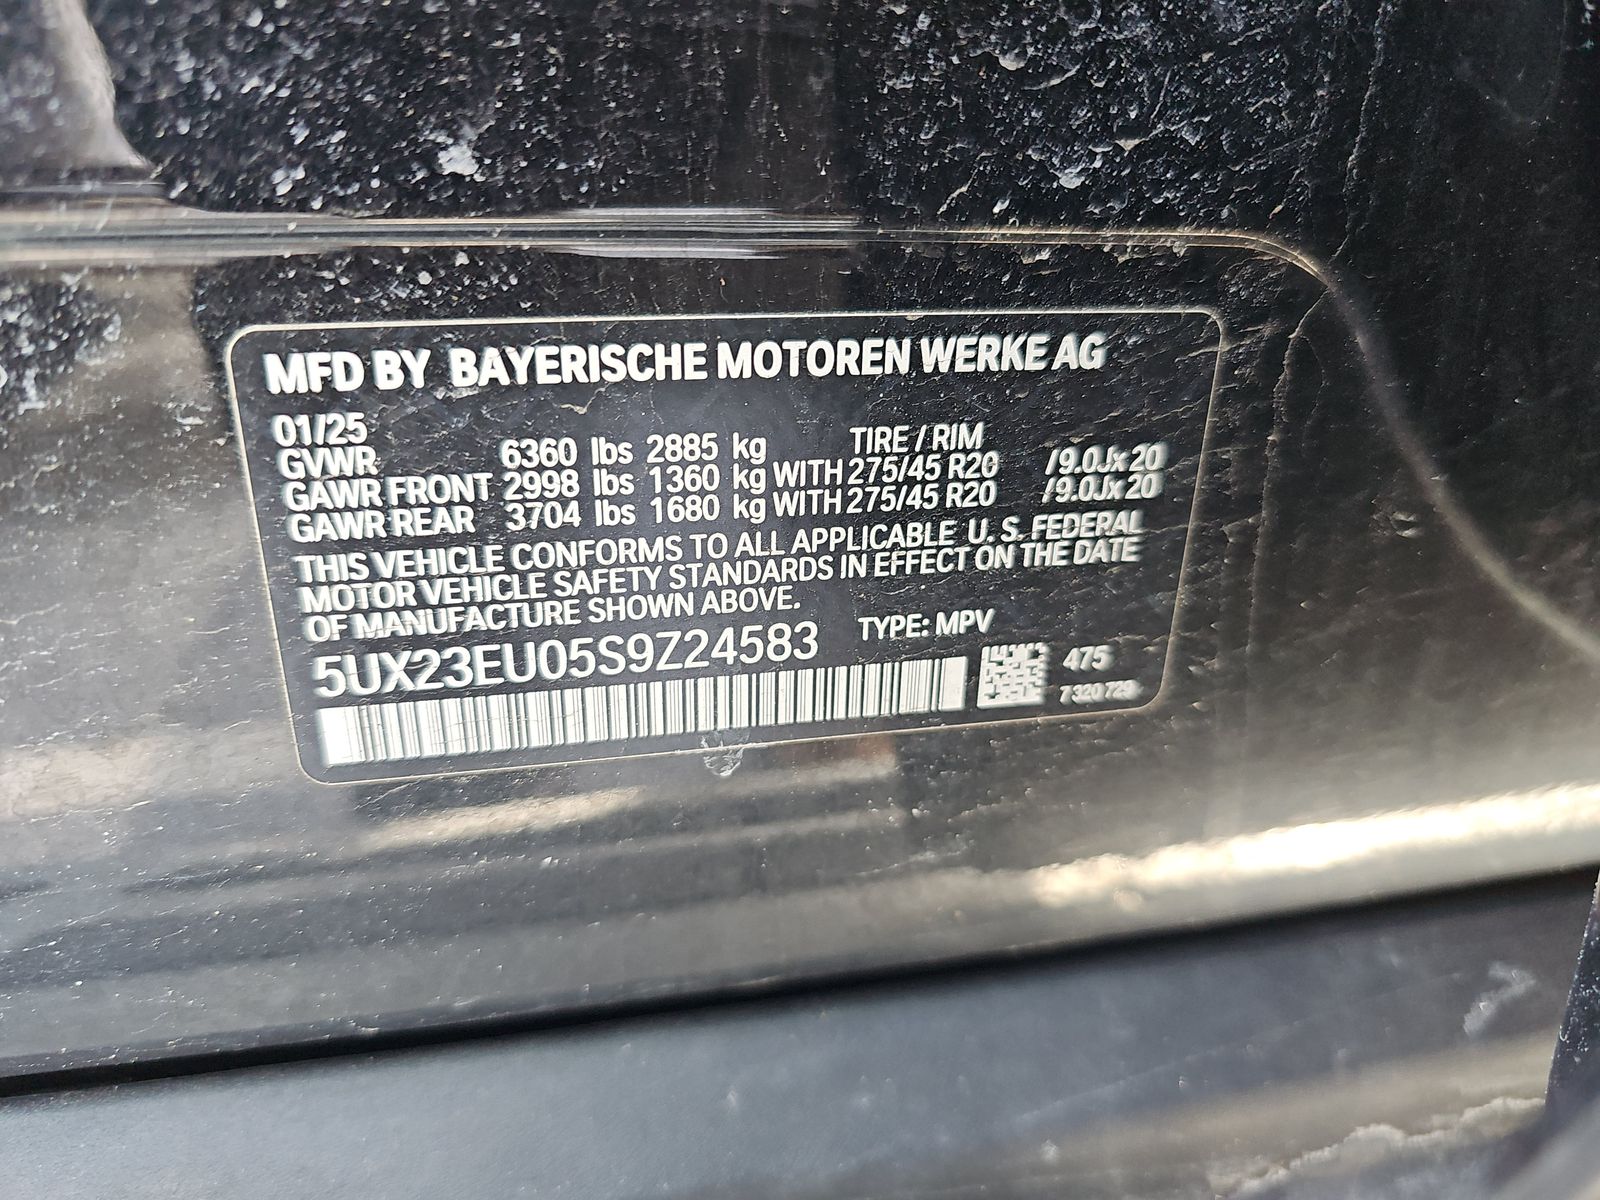 MFD BY BAYERISCHE MOTOREN WERKE AG
01/25
GVWR 6360 lbs 2885 kg TIRE / RIM
GAWR FRONT 2998 lbs 1360 kg WITH 275/45 R20 /9.0Jx20
GAWR REAR 3704 lbs 1680 kg WITH 275/45 R20 /9.0Jx20
THIS VEHICLE CONFORMS TO ALL APPLICABLE U. S. FEDERAL
MOTOR VEHICLE SAFETY STANDARDS IN EFFECT ON THE DATE
OF MANUFACTURE SHOWN ABOVE.
5UX23EU05S9Z24583 TYPE: MPV
475
7 320 729